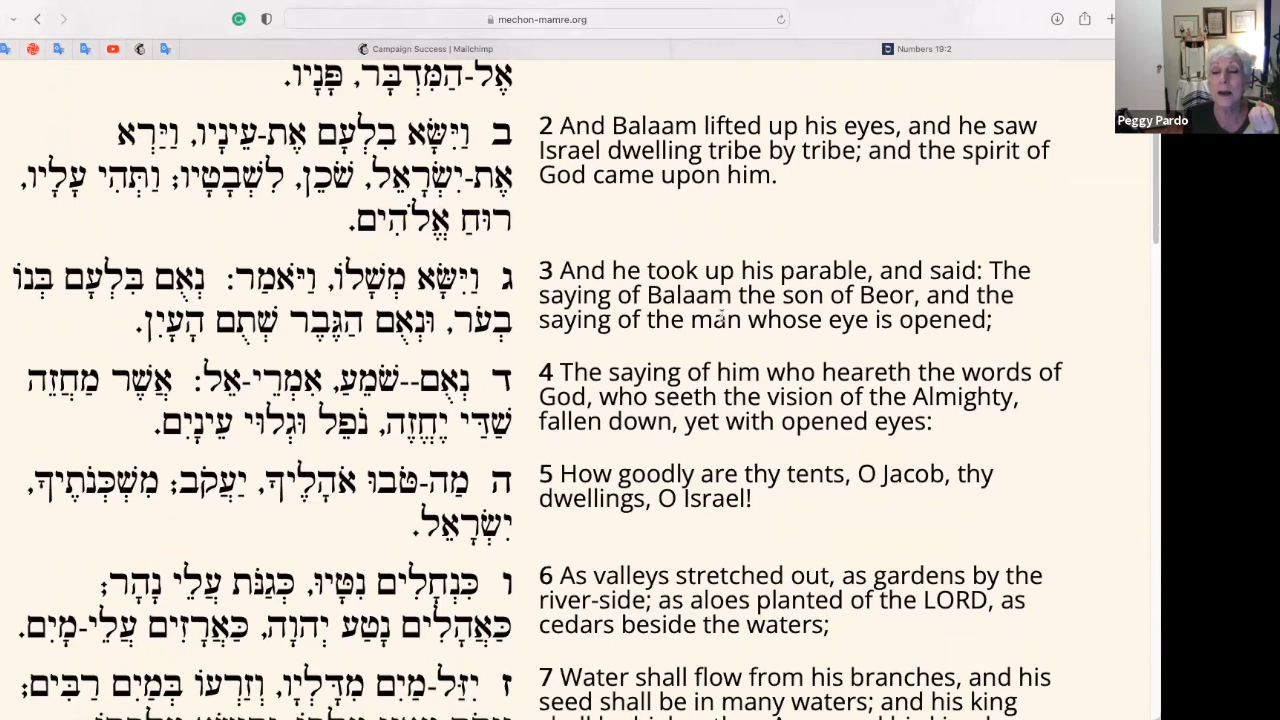 mechon-mamre.org
Campaign Success | Mailchimp
Numbers 19:2
Peggy Pardo
אֶל-הַמִּדְבָּר, פָּנָיו.
ב וַיִּשָּׂא בִלְעָם אֶת-עֵינָיו, וַיַּרְא
אֶת-יִשְׂרָאֵל, שֹׁכֵן, לִשְׁבָטָיו; וַתְּהִי עָלָיו,
רוּחַ אֱלֹהִים.
2 And Balaam lifted up his eyes, and he saw
Israel dwelling tribe by tribe; and the spirit of
God came upon him.
ג וַיִּשָּׂא מְשָׁלוֹ, וַיֹּאמַר: נְאֻם בִּלְעָם בְּנוֹ
בְעֹר, וּנְאֻם הַגֶּבֶר שְׁתֻם הָעָיִן.
3 And he took up his parable, and said: The
saying of Balaam the son of Beor, and the
saying of the man whose eye is opened;
ד נְאֻם--שֹׁמֵעַ, אִמְרֵי-אֵל: אֲשֶׁר מַחֲזֵה
שַׁדַּי יֶחֱזֶה, נֹפֵל וּגְלוּי עֵינָיִם.
4 The saying of him who heareth the words of
God, who seeth the vision of the Almighty,
fallen down, yet with opened eyes:
ה מַה-טֹּבוּ אֹהָלֶיךָ, יַעֲקֹב; מִשְׁכְּנֹתֶיךָ,
יִשְׂרָאֵל.
5 How goodly are thy tents, O Jacob, thy
dwellings, O Israel!
ו כִּנְחָלִים נִטָּיוּ, כְּגַנֹּת עֲלֵי נָהָר;
כַּאֲהָלִים נָטַע יְהוָה, כַּאֲרָזִים עֲלֵי-מָיִם.
6 As valleys stretched out, as gardens by the
river-side; as aloes planted of the LORD, as
cedars beside the waters;
ז יִזַּל-מַיִם מִדָּלְיָו, וְזַרְעוֹ בְּמַיִם רַבִּים;
7 Water shall flow from his branches, and his
seed shall be in many waters; and his king